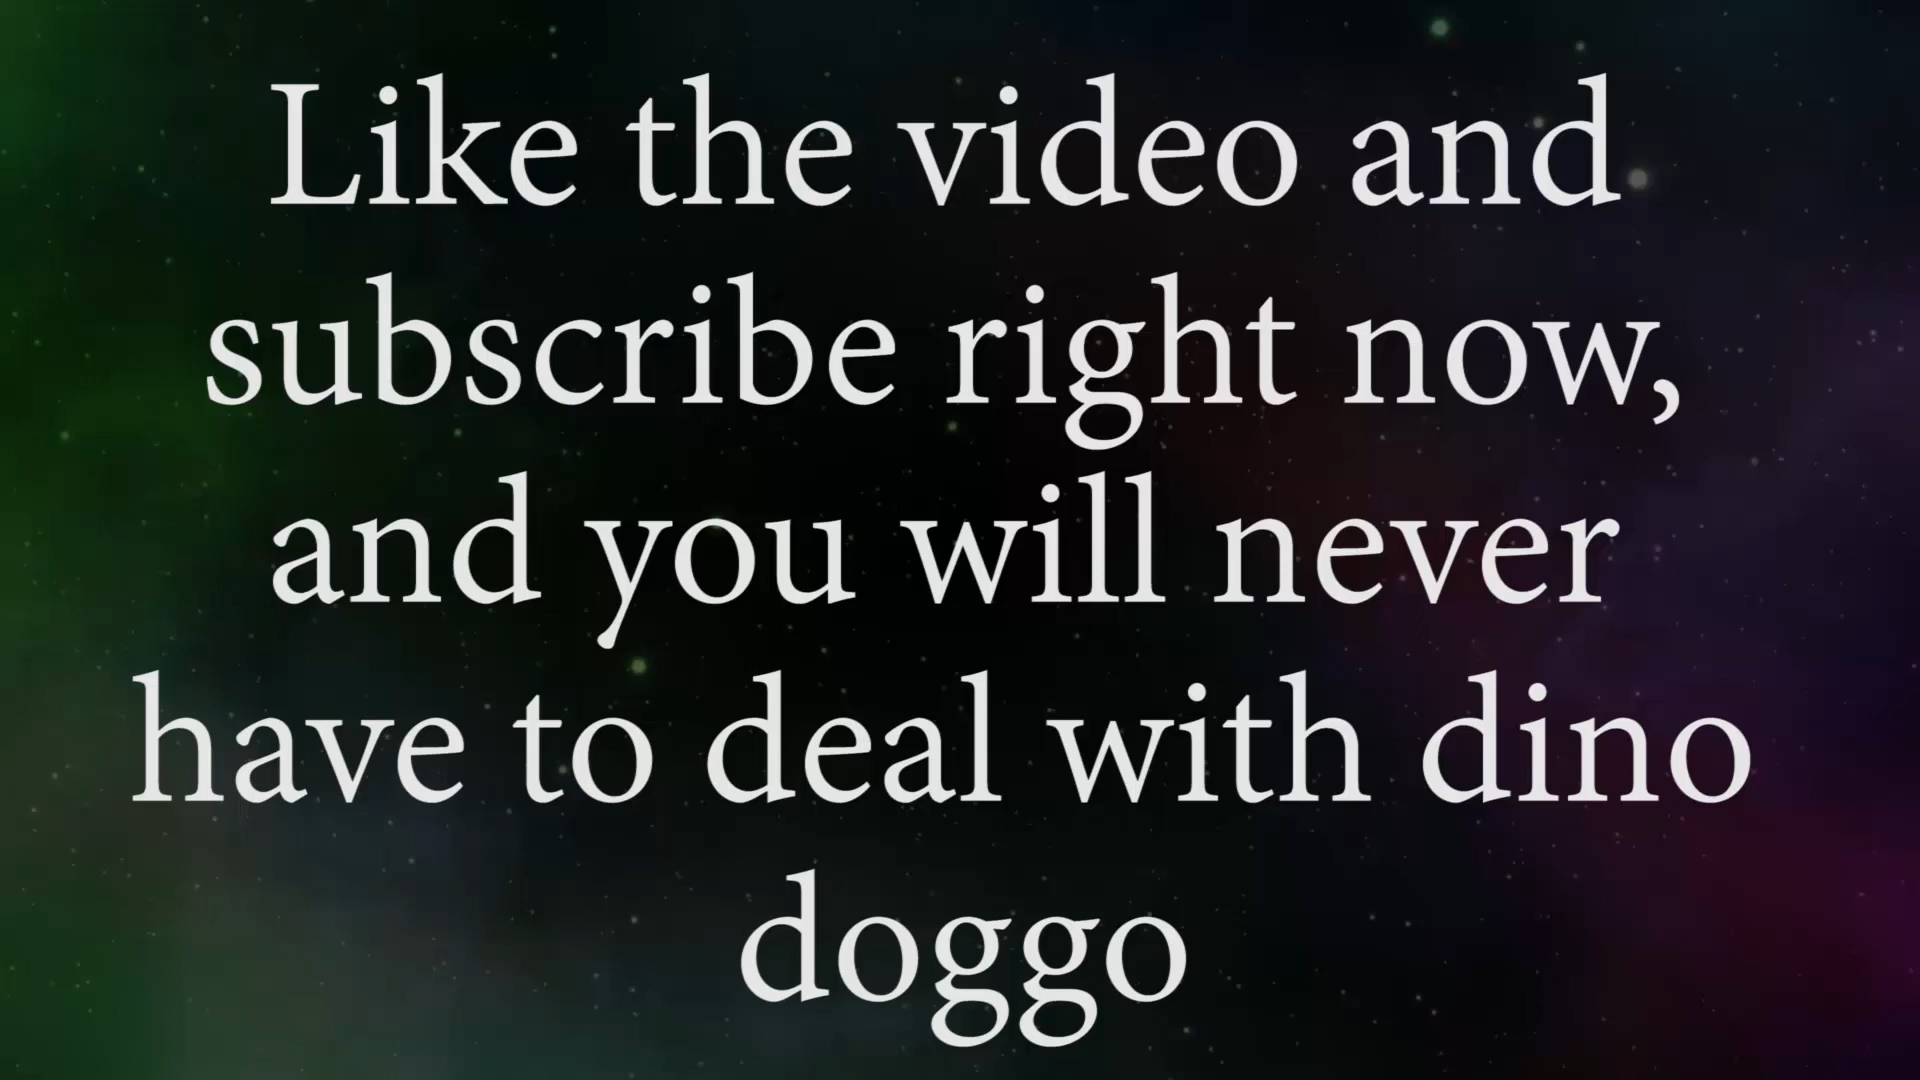 Like the video and
subscribe right now,
and you will never
have to deal with dino
doggo